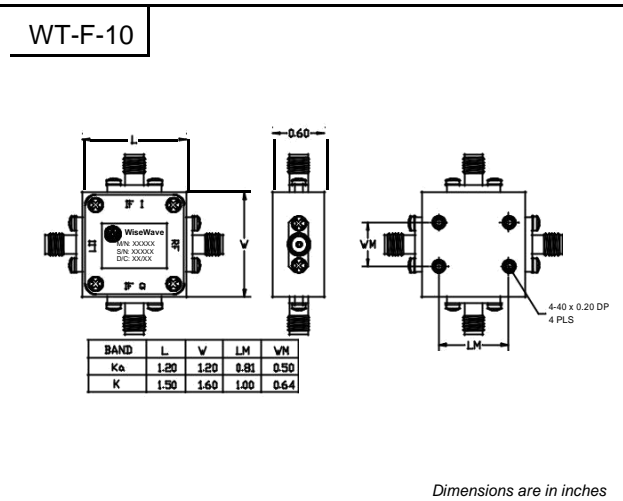 WT-F-10
L
0.60
IF I
WiseWave
M/N: XXXXX
S/N: XXXXX
D/C: XX/XX
RF
W
WM
IF Q
4-40 x 0.20 DP
4 PLS
LM
BAND L W LM WM
Ka 1.20 1.20 0.81 0.50
K 1.50 1.60 1.00 0.64
Dimensions are in inches